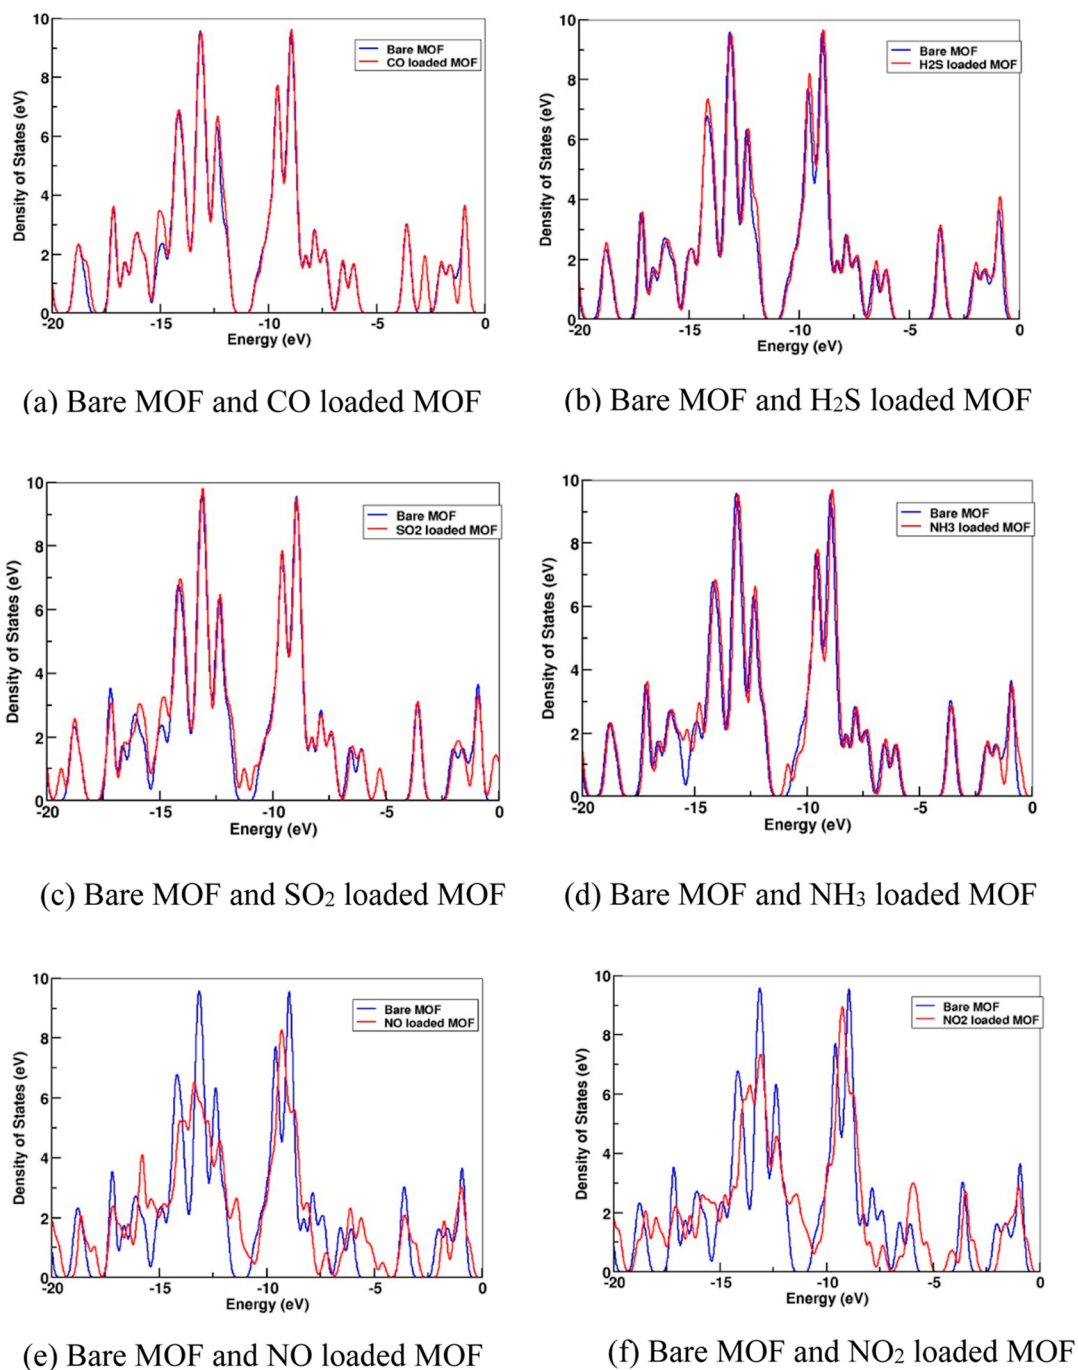 10
8
6
4
2
0
Density of States (eV)
Bare MOF
CO loaded MOF
-20 -15 -10 -5 0
Energy (eV)
(a) Bare MOF and CO loaded MOF
10
8
6
4
2
0
Density of States (eV)
Bare MOF
H2S loaded MOF
-20 -15 -10 -5 0
Energy (eV)
(b) Bare MOF and H2S loaded MOF
10
8
6
4
2
0
Density of States (eV)
Bare MOF
SO2 loaded MOF
-20 -15 -10 -5 0
Energy (eV)
(c) Bare MOF and SO2 loaded MOF
10
8
6
4
2
0
Density of States (eV)
Bare MOF
NH3 loaded MOF
-20 -15 -10 -5 0
Energy (eV)
(d) Bare MOF and NH3 loaded MOF
10
8
6
4
2
0
Density of States (eV)
Bare MOF
NO loaded MOF
-20 -15 -10 -5 0
Energy (eV)
(e) Bare MOF and NO loaded MOF
10
8
6
4
2
0
Density of States (eV)
Bare MOF
NO2 loaded MOF
-20 -15 -10 -5 0
Energy (eV)
(f) Bare MOF and NO2 loaded MOF